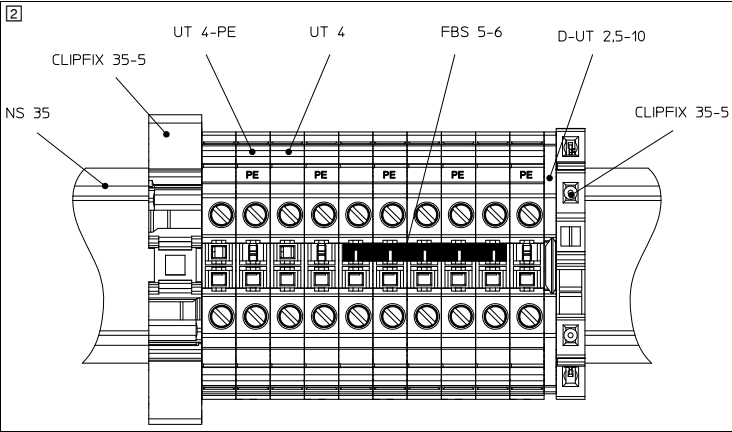 2
UT 4-PE UT 4 FBS 5-6 D-UT 2,5-10
CLIPFIX 35-5
NS 35 CLIPFIX 35-5
PE PE PE PE PE